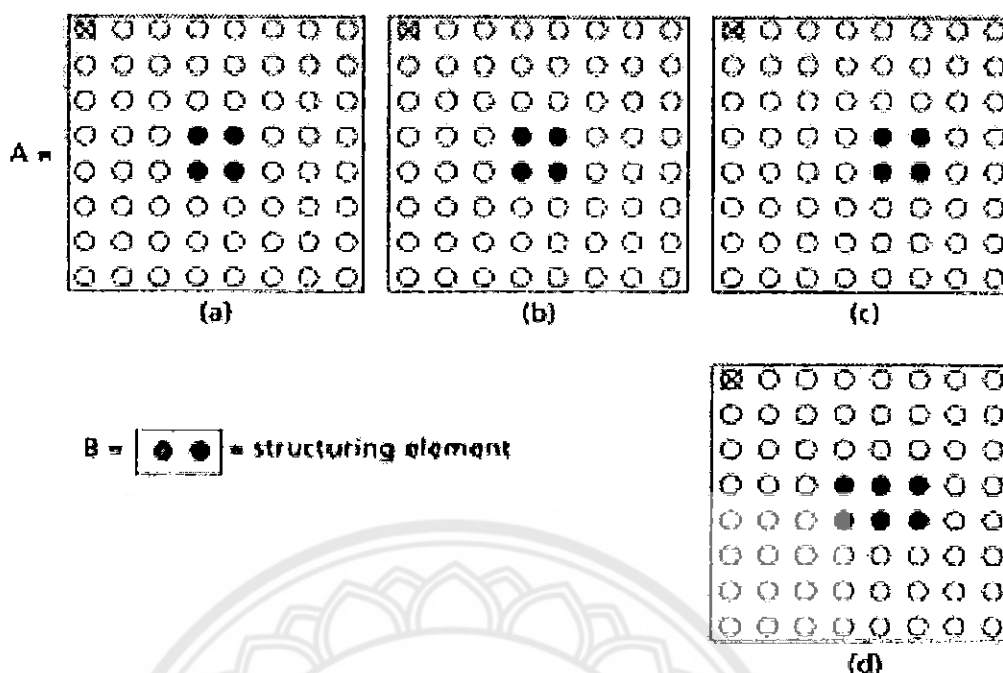 A =
(a) (b) (c)
B = = structuring element
(d)